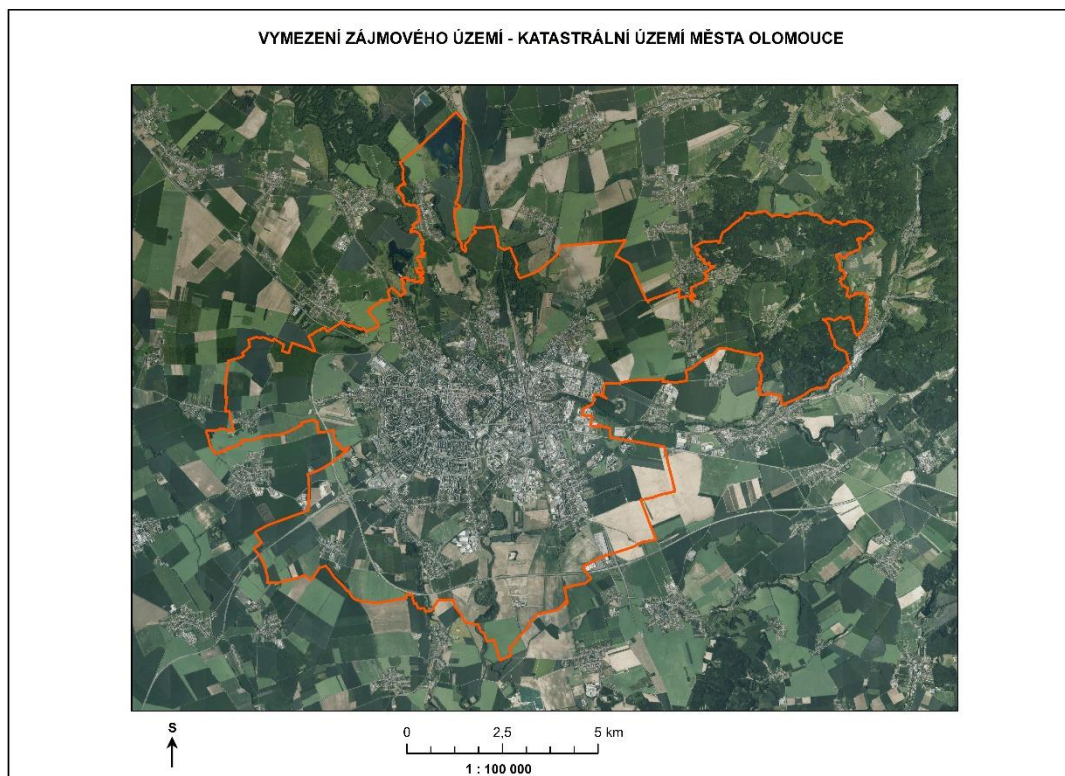 VYMEZENÍ ZÁJMOVÉHO ÚZEMÍ - KATASTRÁLNÍ ÚZEMÍ MĚSTA OLOMOUCE
S
0 2,5 5 km
1 : 100 000